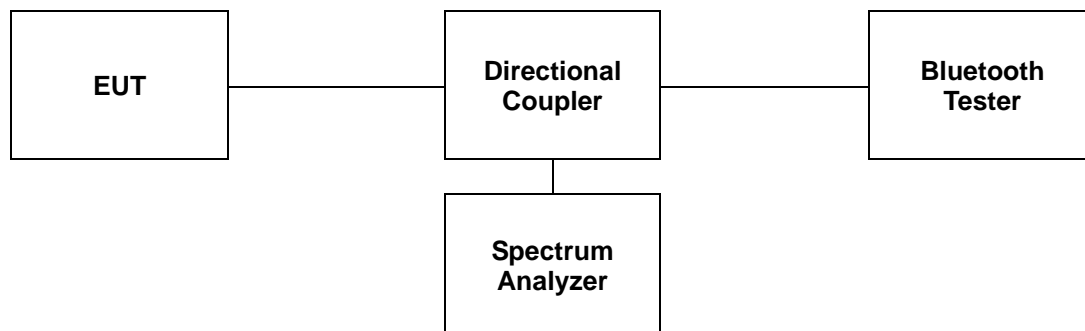 EUT
Directional
Coupler
Bluetooth
Tester
Spectrum
Analyzer